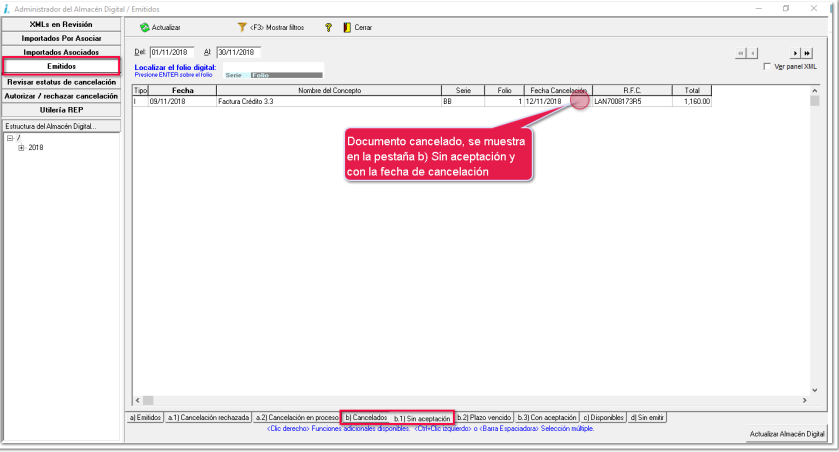 Administrador del Almacén Digital / Emitidos
XMLs en Revisión
Importados Por Asociar
Importados Asociados
Emitidos
Revisar estatus de cancelación
Autorizar / rechazar cancelación
Utilería REP
Estructura del Almacén Digital...
/
2018
Actualizar
<F3> Mostrar filtros
?
Cerrar
Del: 01/11/2018 Al: 30/11/2018
Localizar el folio digital:
Presione ENTER sobre el folio
Serie Folio
Ver panel XML
Tipo Fecha Nombre del Concepto Serie Folio Fecha Cancelación R.F.C. Total
I 09/11/2018 Factura Crédito 3.3 BB 1 12/11/2018 LAN7008173R5 1,160.00
Documento cancelado, se muestra
en la pestaña b) Sin aceptación y
con la fecha de cancelación
a) Emitidos a.1) Cancelación rechazada a.2) Cancelación en proceso b) Cancelados b.1) Sin aceptación b.2) Plazo vencido b.3) Con aceptación c) Disponibles d) Sin emitir
<Clic derecho> Funciones adicionales disponibles. <Ctrl+Clic izquierdo> o <Barra Espaciadora> Selección múltiple.
Actualizar Almacén Digital